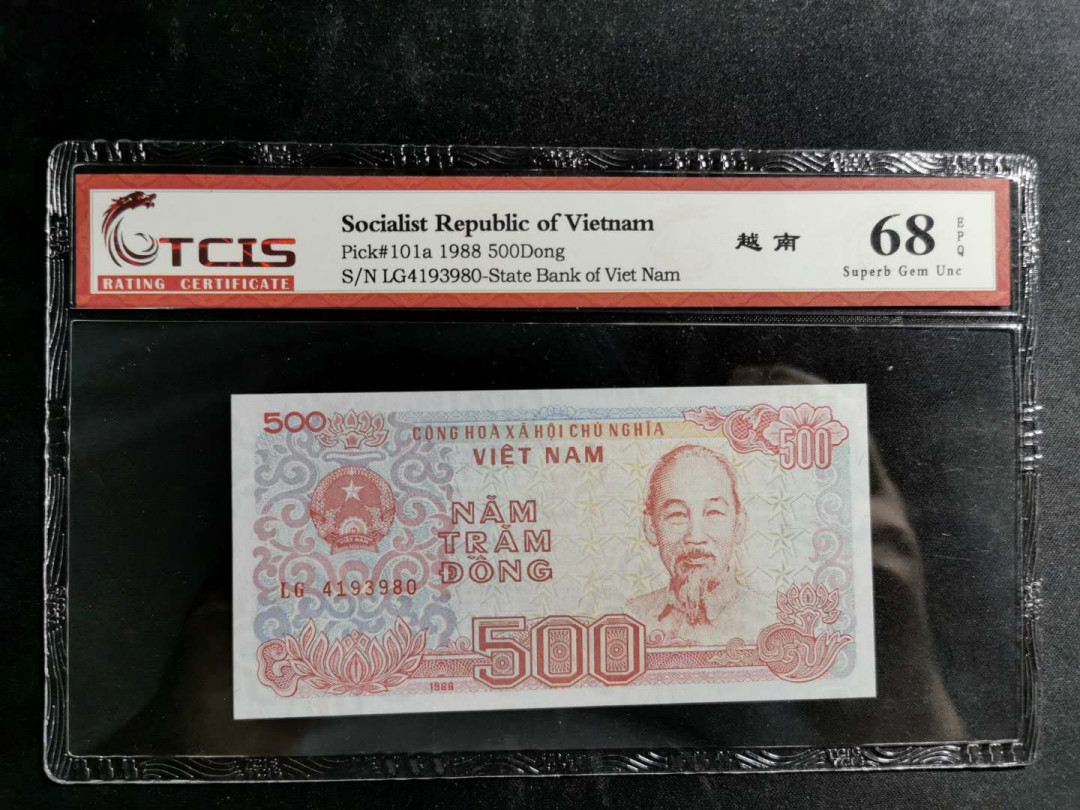 TCIS
RATING CERTIFICATE
Socialist Republic of Vietnam
Pick#101a 1988 500Dong
S/N LG4193980-State Bank of Viet Nam
越南
68
EPQ
Superb Gem Unc
500
CỘNG HOÀ XÃ HỘI CHỦ NGHĨA
VIỆT NAM
500
NĂM
TRĂM
ĐỒNG
LG 4193980
500
1988